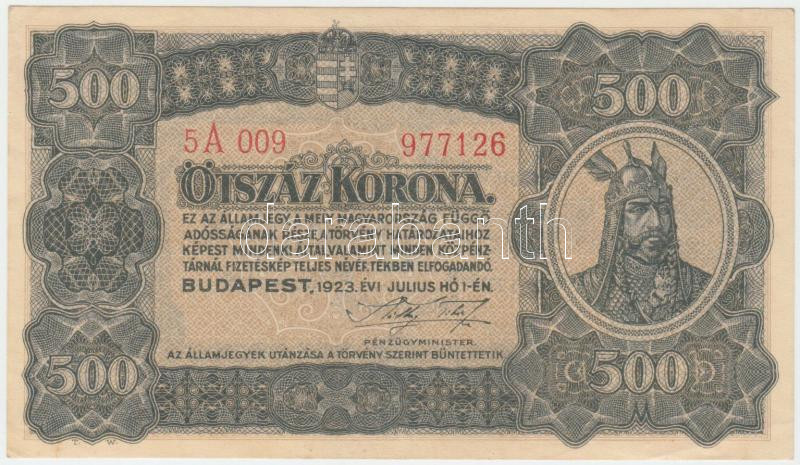 500 500
5A 009 977126
ÖTSZÁZ KORONA.
EZ AZ ÁLLAMJEGY, A MELY MAGYARORSZÁG FÜGGŐ
ADÓSSÁGÁNAK RÉSZE, A TÖRVÉNY HATÁROZATAIHOZ
KÉPEST MINDENKI ÁLTAL, VALAMINT MINDEN KÖZPÉNZ-
TÁRNÁL FIZETÉSKÉP TELJES NÉVÉRTÉKBEN ELFOGADANDÓ.
BUDAPEST, 1923. ÉVI JULIUS HÓ 1-ÉN.
PÉNZÜGYMINISTER.
AZ ÁLLAMJEGYEK UTÁNZÁSA A TÖRVÉNY SZERINT BÜNTETTETIK
500 500
T. W.
darabanth